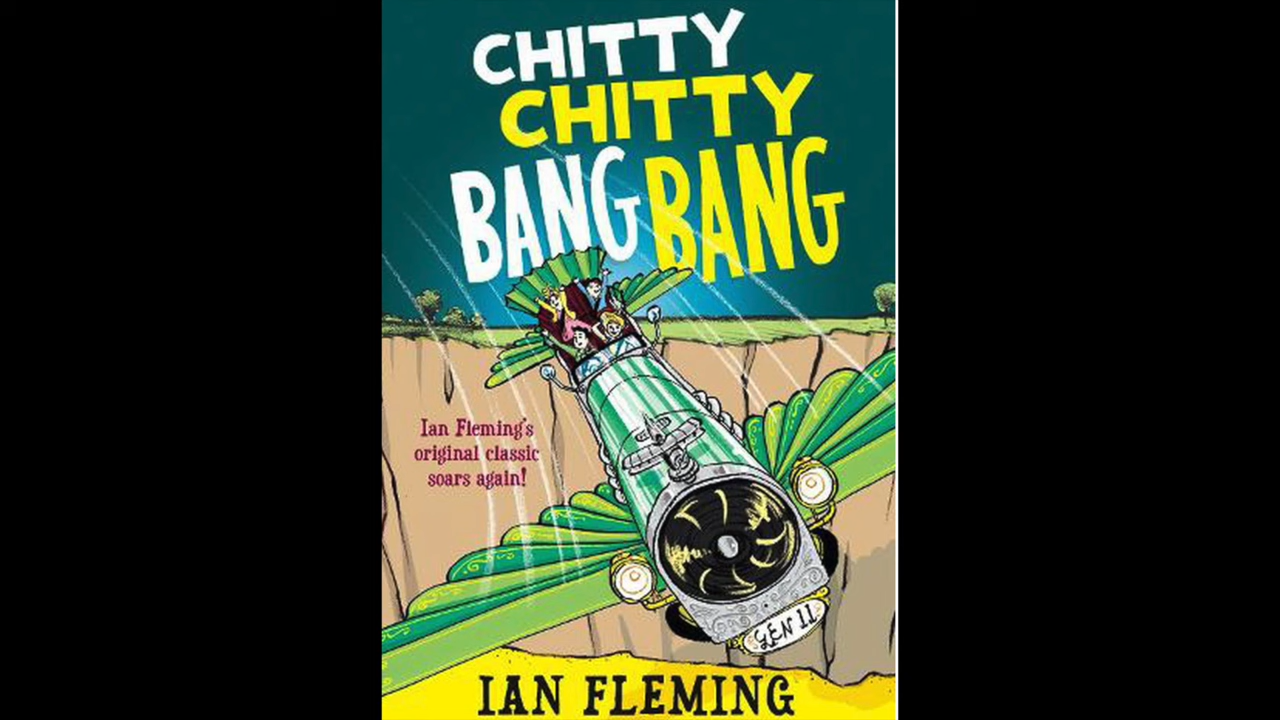 CHITTY
CHITTY
BANG BANG
Ian Fleming's
original classic
soars again!
GEN 11
IAN FLEMING